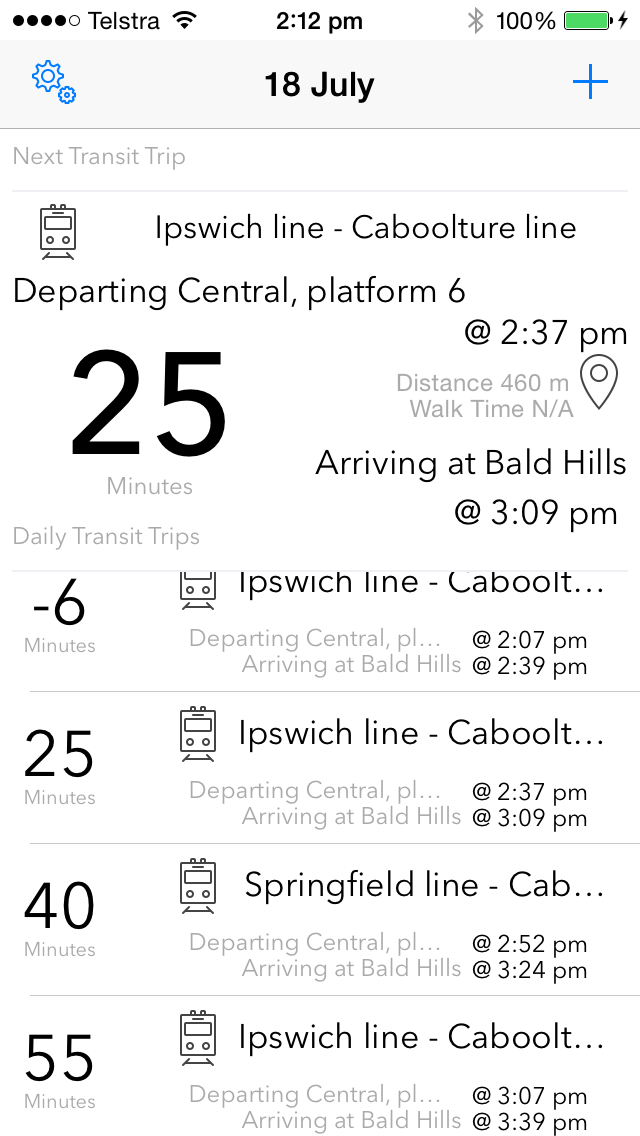 Telstra 2:12 pm 100%
18 July
Next Transit Trip
Ipswich line - Caboolture line
Departing Central, platform 6
@ 2:37 pm
25
Minutes
Distance 460 m
Walk Time N/A
Arriving at Bald Hills
@ 3:09 pm
Daily Transit Trips
-6
Minutes
Ipswich line - Caboolt...
Departing Central, pl... @ 2:07 pm
Arriving at Bald Hills @ 2:39 pm
25
Minutes
Ipswich line - Caboolt...
Departing Central, pl... @ 2:37 pm
Arriving at Bald Hills @ 3:09 pm
40
Minutes
Springfield line - Cab...
Departing Central, pl... @ 2:52 pm
Arriving at Bald Hills @ 3:24 pm
55
Minutes
Ipswich line - Caboolt...
Departing Central, pl... @ 3:07 pm
Arriving at Bald Hills @ 3:39 pm